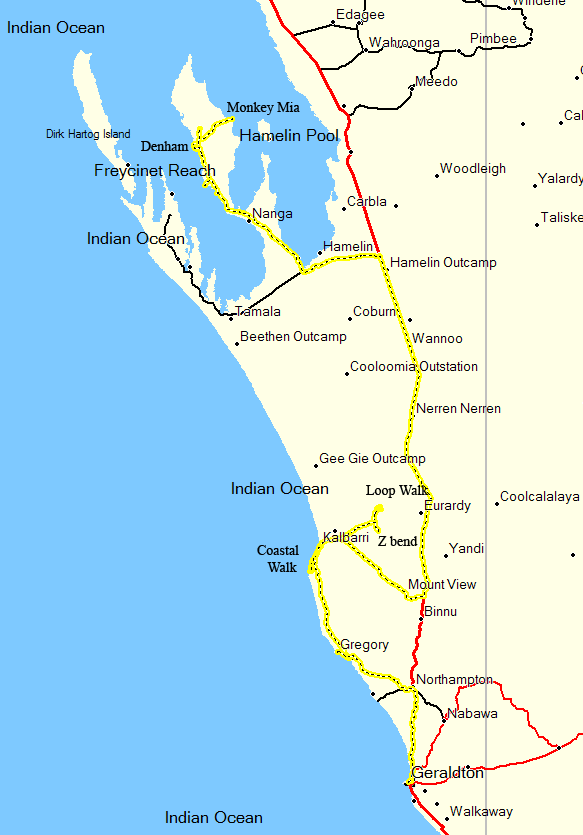 Windene
Edagee
Indian Ocean
Wahroonga
Pimbee
Meedo
Monkey Mia
Cal
Dirk Hartog Island
Denham
Hamelin Pool
Freycinet Reach
Woodleigh
Yalardy
Carbla
Nanga
Taliske
Indian Ocean
Hamelin
Hamelin Outcamp
Tamala
Coburn
Beethen Outcamp
Wannoo
Cooloomia Outstation
Nerren Nerren
Gee Gie Outcamp
Indian Ocean
Loop Walk
Coolcalalaya
Eurardy
Kalbarri
Z bend
Coastal
Walk
Yandi
Mount View
Binnu
Gregory
Northampton
Nabawa
Geraldton
Walkaway
Indian Ocean